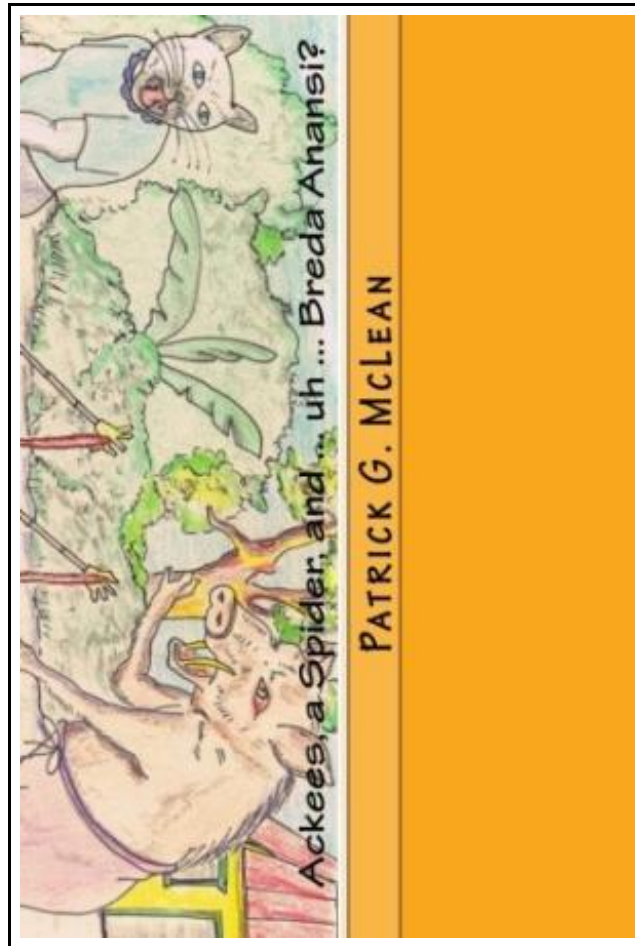 Ackees, a Spider, and ... uh ... Breda Anansi?
PATRICK G. MCLEAN